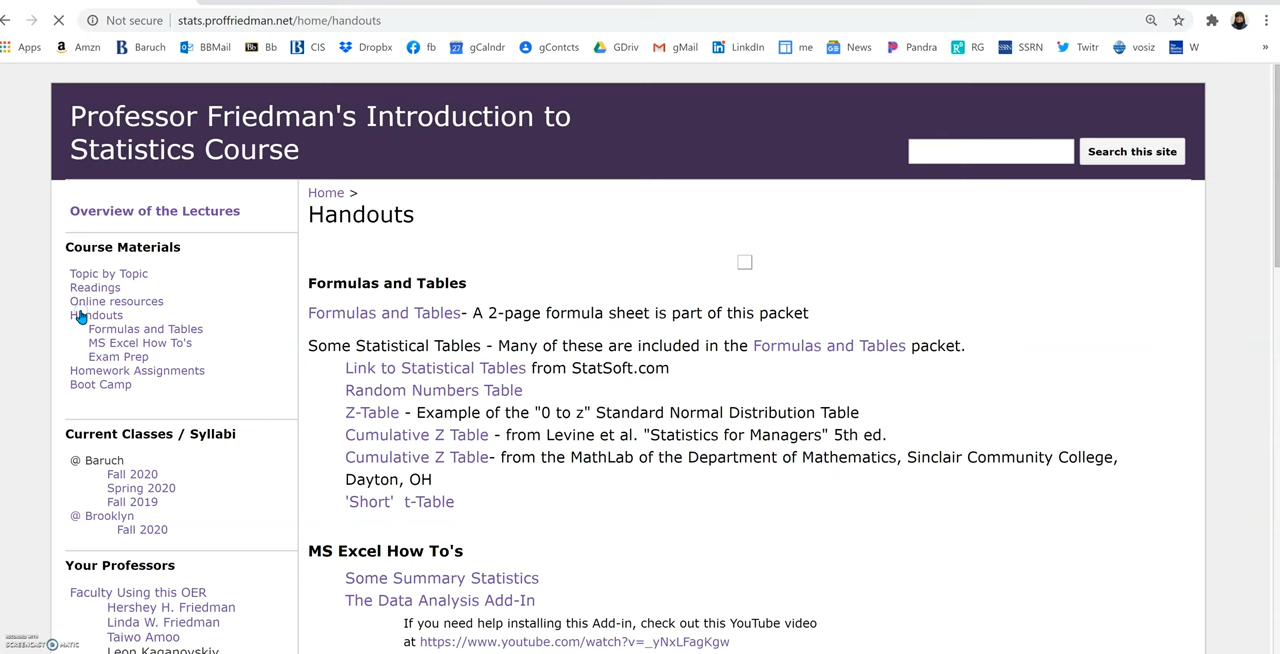 Not secure stats.proffriedman.net/home/handouts
Apps Amzn Baruch BBMail Bb CIS Dropbx fb gCalndr gContcts GDriv gMail LinkdIn me News Pandra RG SSRN Twitr vosiz W »
Professor Friedman's Introduction to
Statistics Course
Search this site
Overview of the Lectures
Course Materials
Topic by Topic
Readings
Online resources
Handouts
Formulas and Tables
MS Excel How To's
Exam Prep
Homework Assignments
Boot Camp
Current Classes / Syllabi
@ Baruch
Fall 2020
Spring 2020
Fall 2019
@ Brooklyn
Fall 2020
Your Professors
Faculty Using this OER
Hershey H. Friedman
Linda W. Friedman
Taiwo Amoo
Leon Kaganovskiy
Home >
Handouts
Formulas and Tables
Formulas and Tables- A 2-page formula sheet is part of this packet
Some Statistical Tables - Many of these are included in the Formulas and Tables packet.
Link to Statistical Tables from StatSoft.com
Random Numbers Table
Z-Table - Example of the "0 to z" Standard Normal Distribution Table
Cumulative Z Table - from Levine et al. "Statistics for Managers" 5th ed.
Cumulative Z Table- from the MathLab of the Department of Mathematics, Sinclair Community College,
Dayton, OH
'Short' t-Table
MS Excel How To's
Some Summary Statistics
The Data Analysis Add-In
If you need help installing this Add-in, check out this YouTube video
at https://www.youtube.com/watch?v=_yNxLFagKgw
RECORDED WITH
SCREENCAST MATIC